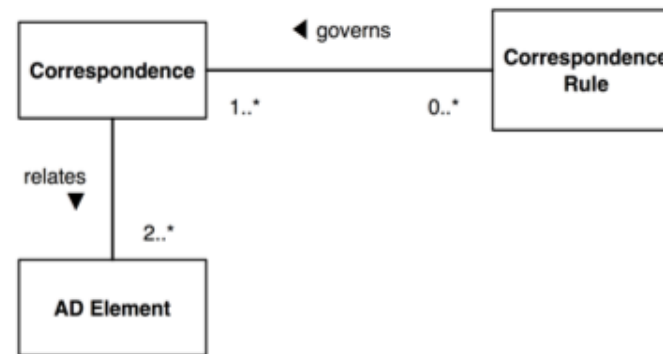 ◄ governs
Correspondence
Correspondence
Rule
1..*
0..*
relates
▼
2..*
AD Element